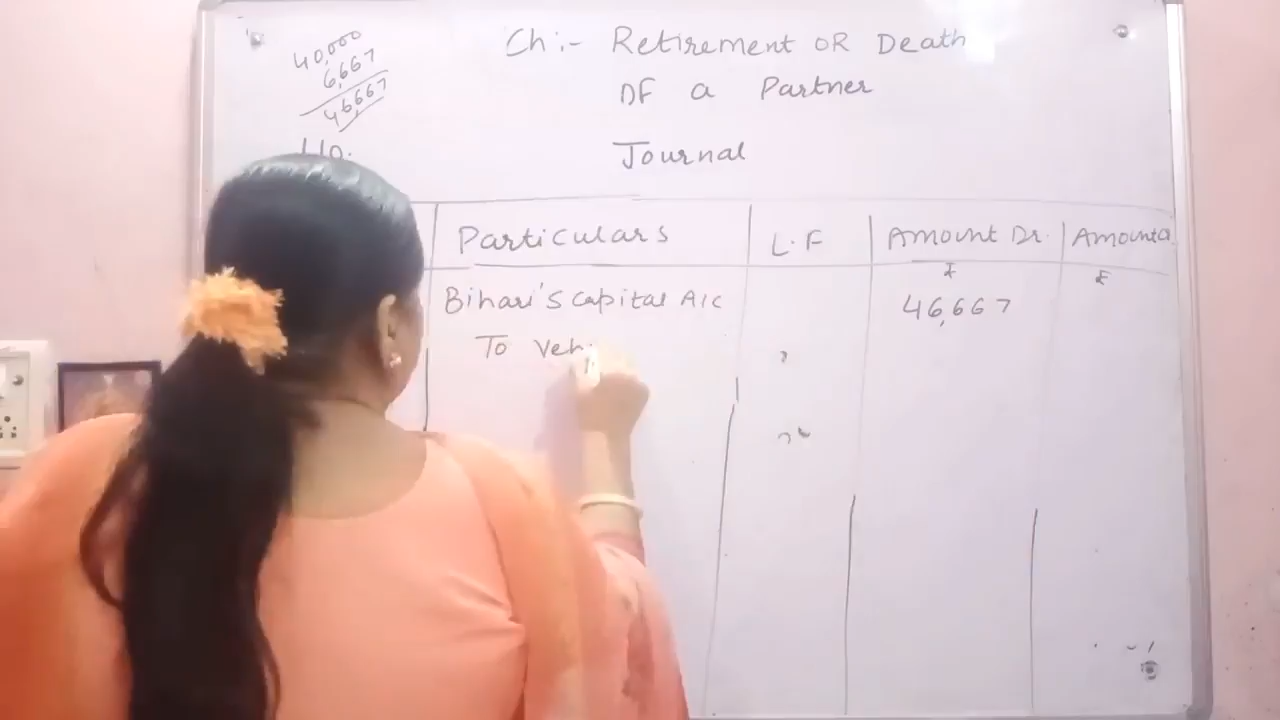 40,000
6,667
46,667
Ch:- Retirement OR Death
OF a Partner
Journal
Particulars L.F Amount Dr. Amount
₹ ₹
Bihari's Capital A/c 46,667
To Veh